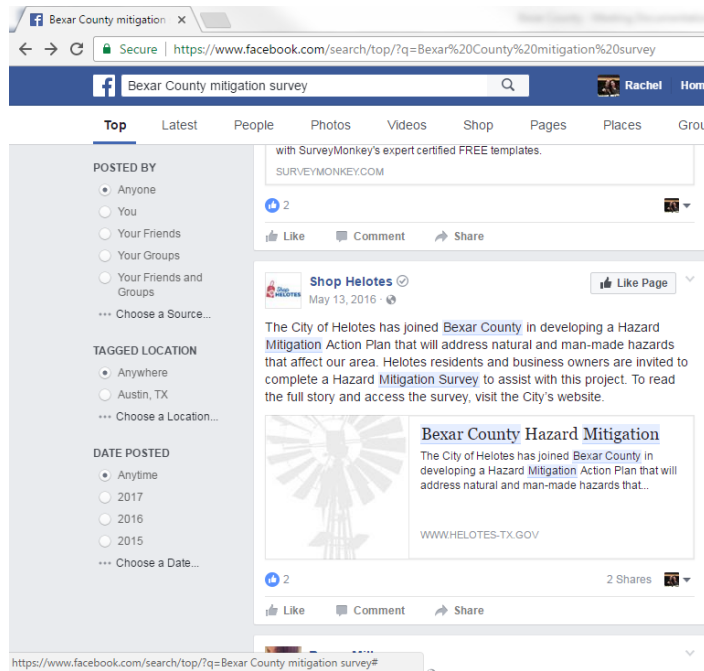 Bexar County mitigation
Secure | https://www.facebook.com/search/top/?q=Bexar%20County%20mitigation%20survey
Bexar County mitigation survey
Rachel
Hom
Top Latest People Photos Videos Shop Pages Places Grou
POSTED BY
Anyone
You
Your Friends
Your Groups
Your Friends and
Groups
Choose a Source...
TAGGED LOCATION
Anywhere
Austin, TX
Choose a Location...
DATE POSTED
Anytime
2017
2016
2015
Choose a Date...
with SurveyMonkey's expert certified FREE templates.
SURVEYMONKEY.COM
2
Like Comment Share
Shop Helotes
Like Page
Shop
HELOTES
May 13, 2016
The City of Helotes has joined Bexar County in developing a Hazard
Mitigation Action Plan that will address natural and man-made hazards
that affect our area. Helotes residents and business owners are invited to
complete a Hazard Mitigation Survey to assist with this project. To read
the full story and access the survey, visit the City's website.
Bexar County Hazard Mitigation
The City of Helotes has joined Bexar County in
developing a Hazard Mitigation Action Plan that will
address natural and man-made hazards that...
WWW.HELOTES-TX.GOV
2
2 Shares
Like Comment Share
https://www.facebook.com/search/top/?q=Bexar County mitigation survey#